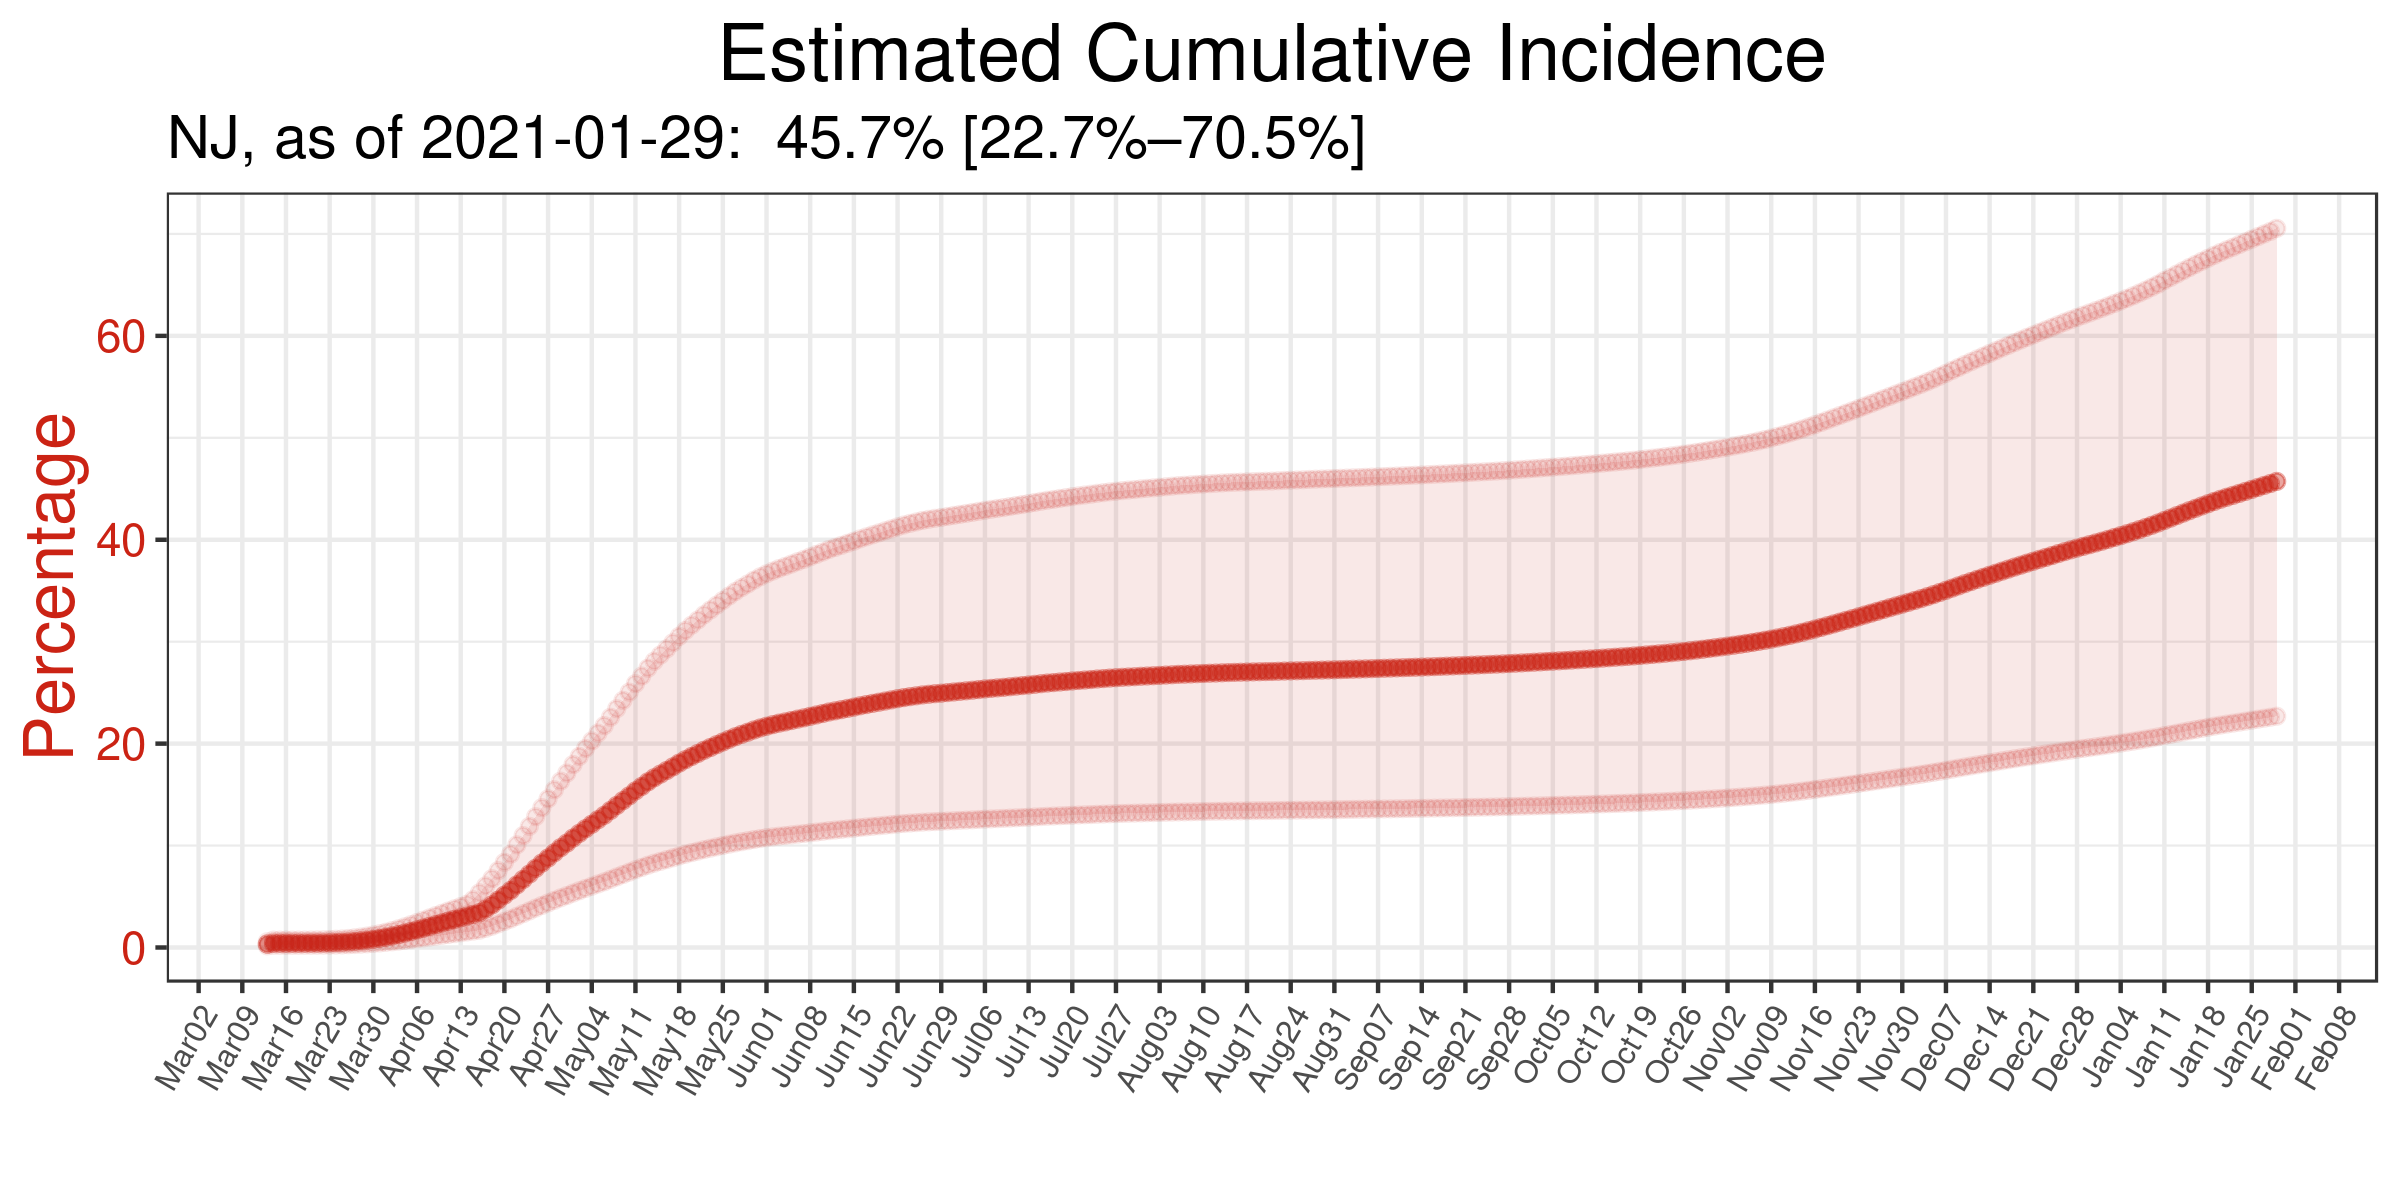 Estimated Cumulative Incidence
NJ, as of 2021-01-29:  45.7% [22.7%–70.5%]
Percentage
60
40
20
0
Mar02 Mar09 Mar16 Mar23 Mar30 Apr06 Apr13 Apr20 Apr27 May04 May11 May18 May25 Jun01 Jun08 Jun15 Jun22 Jun29 Jul06 Jul13 Jul20 Jul27 Aug03 Aug10 Aug17 Aug24 Aug31 Sep07 Sep14 Sep21 Sep28 Oct05 Oct12 Oct19 Oct26 Nov02 Nov09 Nov16 Nov23 Nov30 Dec07 Dec14 Dec21 Dec28 Jan04 Jan11 Jan18 Jan25 Feb01 Feb08